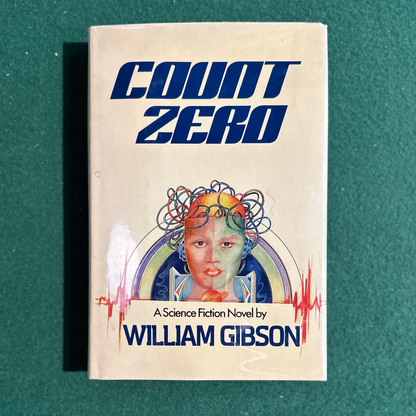 COUNT
ZERO
A Science Fiction Novel by
WILLIAM GIBSON